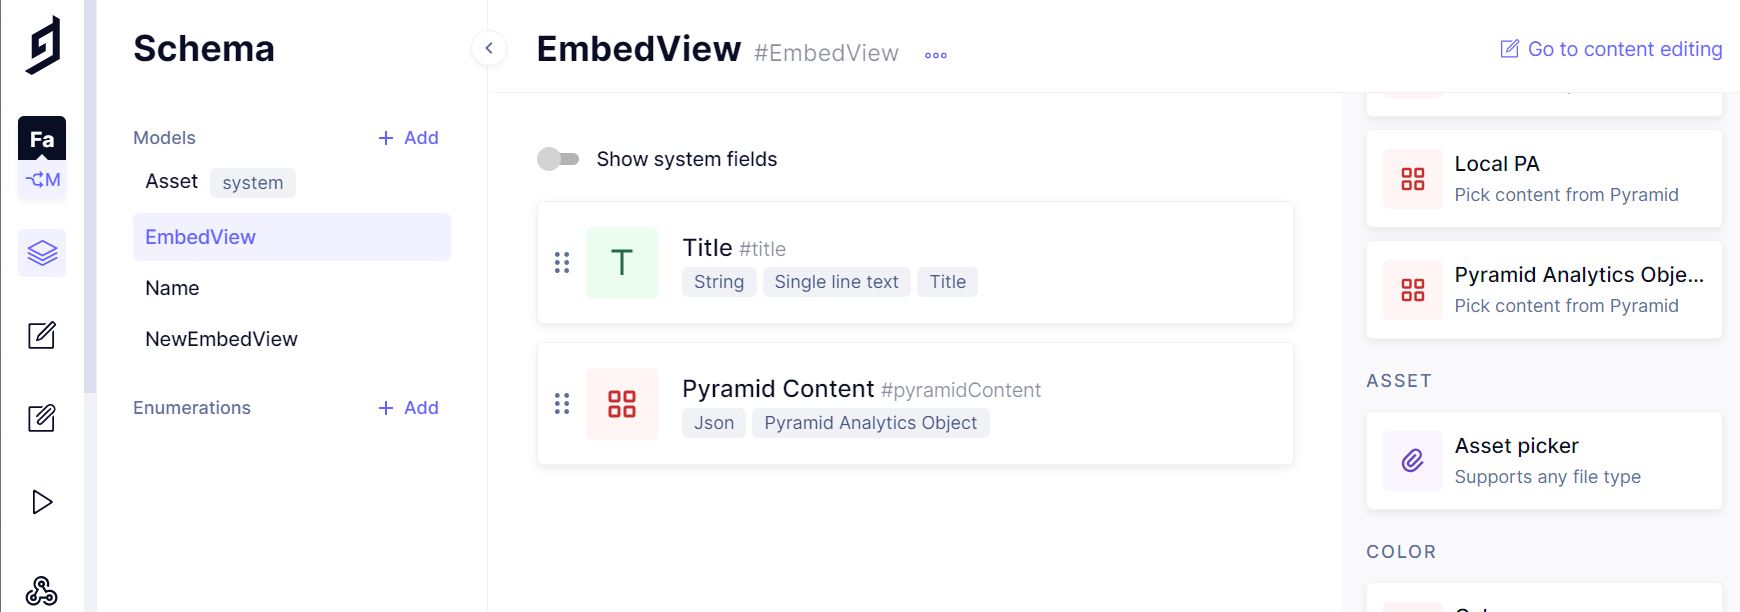 Schema
EmbedView #EmbedView
Go to content editing
Fa
M
Models
Add
Asset system
EmbedView
Name
NewEmbedView
Enumerations
Add
Show system fields
Title #title
String Single line text Title
Pyramid Content #pyramidContent
Json Pyramid Analytics Object
Local PA
Pick content from Pyramid
Pyramid Analytics Obje...
Pick content from Pyramid
ASSET
Asset picker
Supports any file type
COLOR